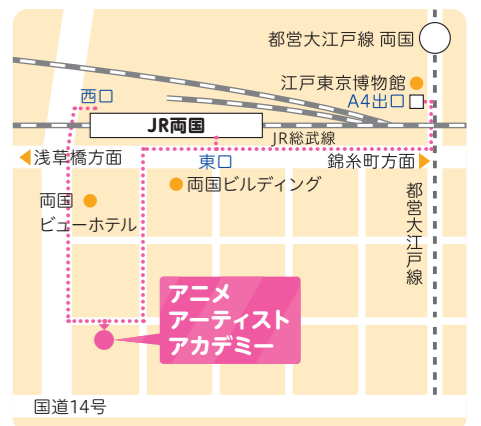 都営大江戸線 両国
江戸東京博物館
A4出口
西口
JR両国
JR総武線
浅草橋方面
東口
錦糸町方面
両国ビルディング
両国
ビューホテル
都営大江戸線
アニメ
アーティスト
アカデミー
国道14号